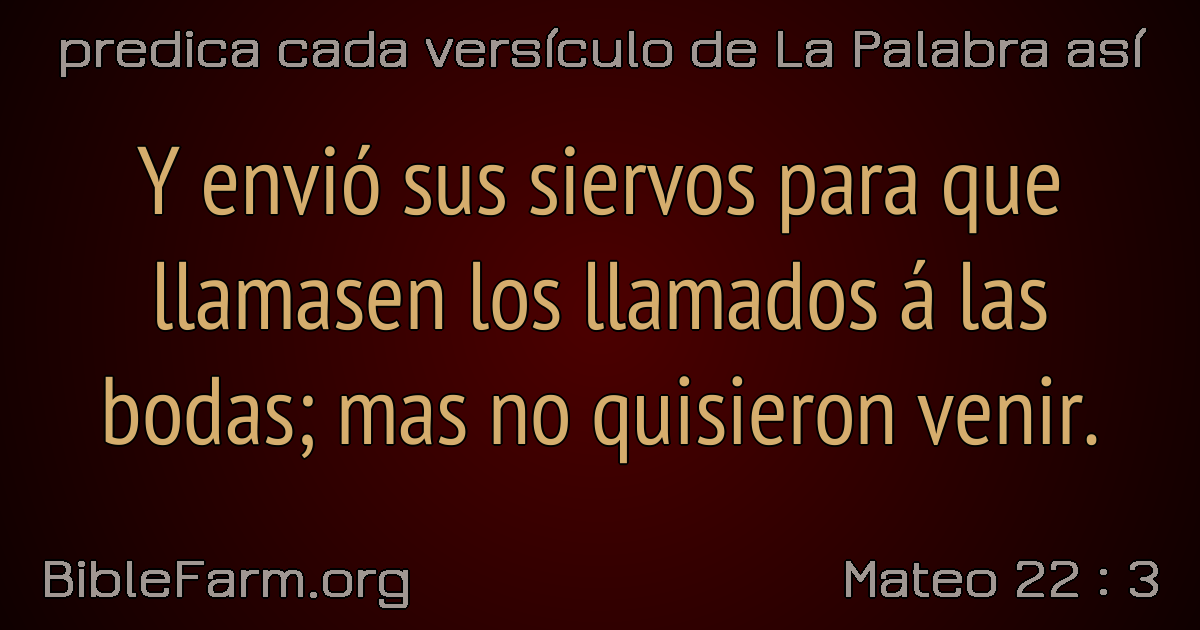 predica cada versículo de La Palabra así
Y envió sus siervos para que
llamasen los llamados á las
bodas; mas no quisieron venir.
BibleFarm.org
Mateo 22 : 3